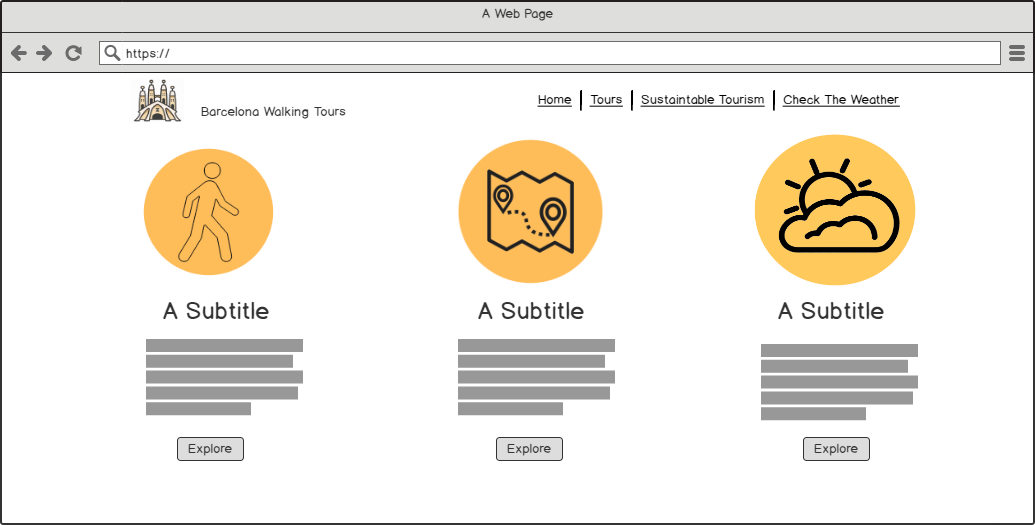 A Web Page
https://
Barcelona Walking Tours
Home Tours Sustaintable Tourism Check The Weather
A Subtitle A Subtitle A Subtitle
Explore Explore Explore